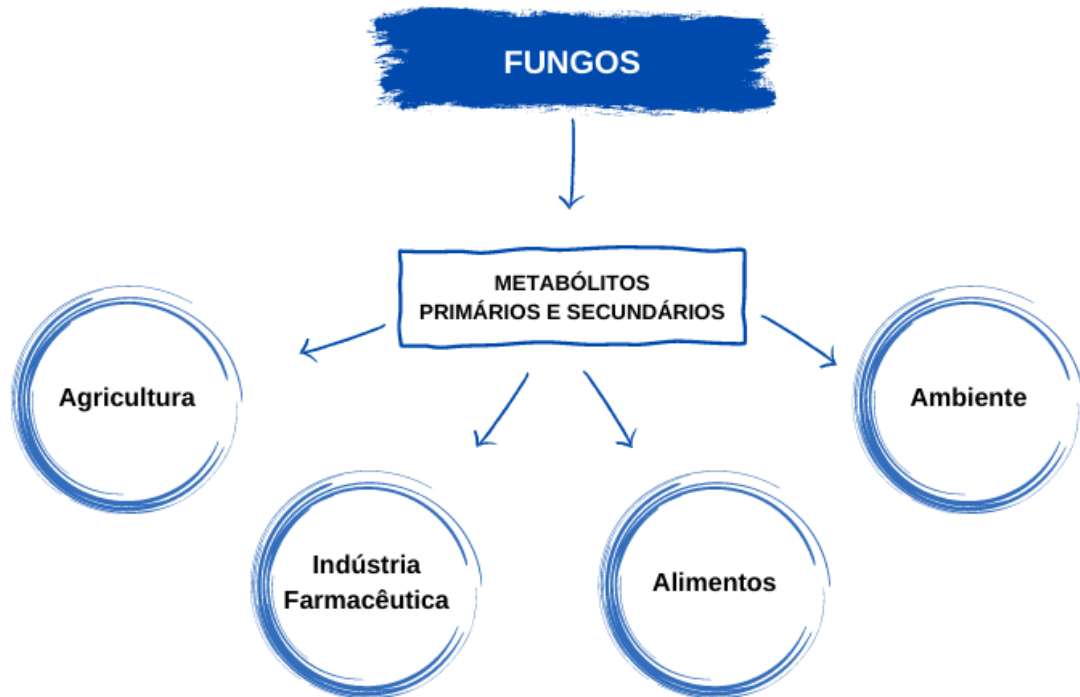 FUNGOS
METABÓLITOS
PRIMÁRIOS E SECUNDÁRIOS
Agricultura
Ambiente
Indústria
Farmacêutica
Alimentos